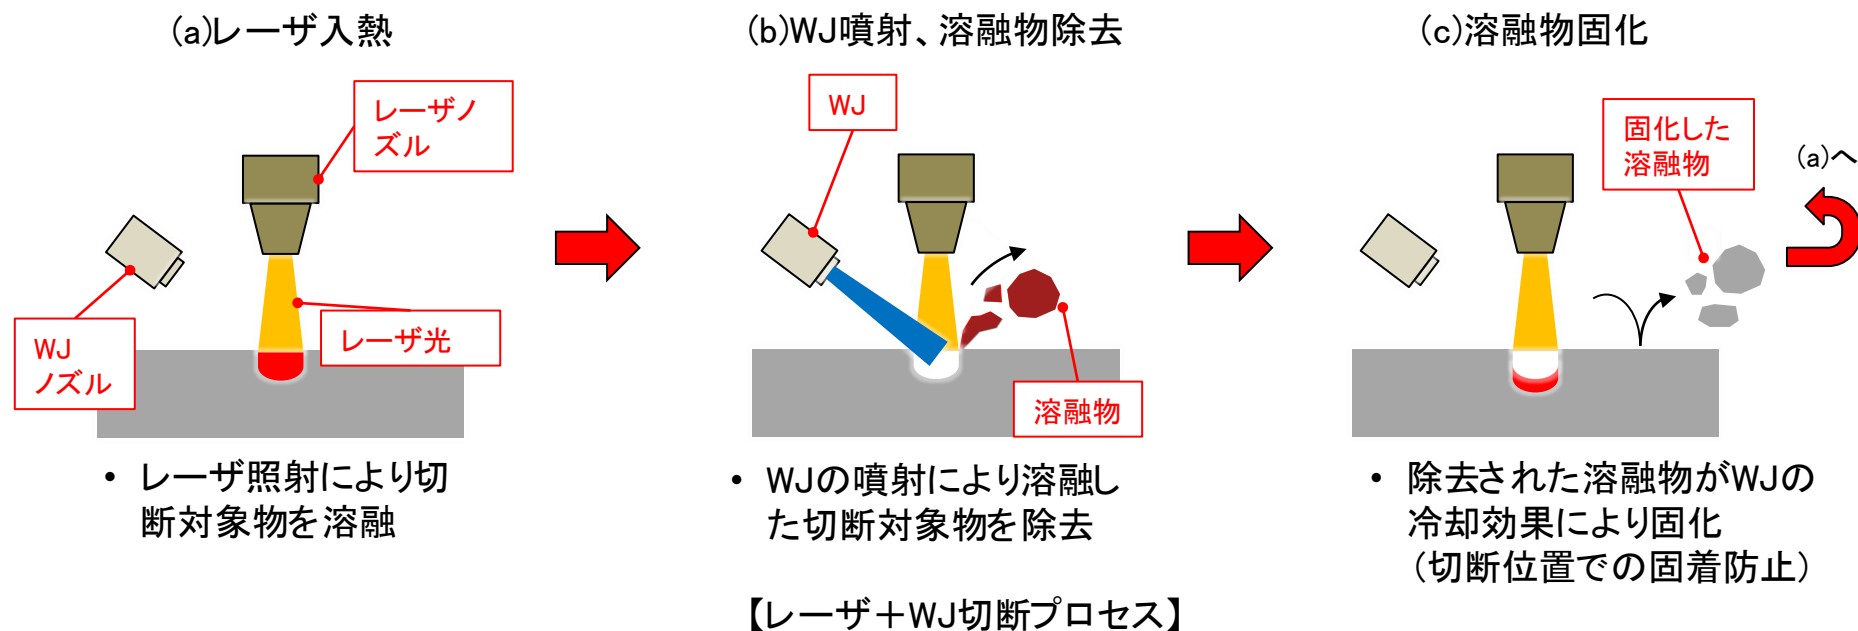 (a)レーザ入熱
レーザノ
ズル
WJ
ノズル
レーザ光
・ レーザ照射により切
断対象物を溶融
(b)WJ噴射、溶融物除去
WJ
溶融物
・ WJの噴射により溶融し
た切断対象物を除去
(c)溶融物固化
固化した
溶融物
(a)へ
・ 除去された溶融物がWJの
冷却効果により固化
(切断位置での固着防止)
【レーザ＋WJ切断プロセス】